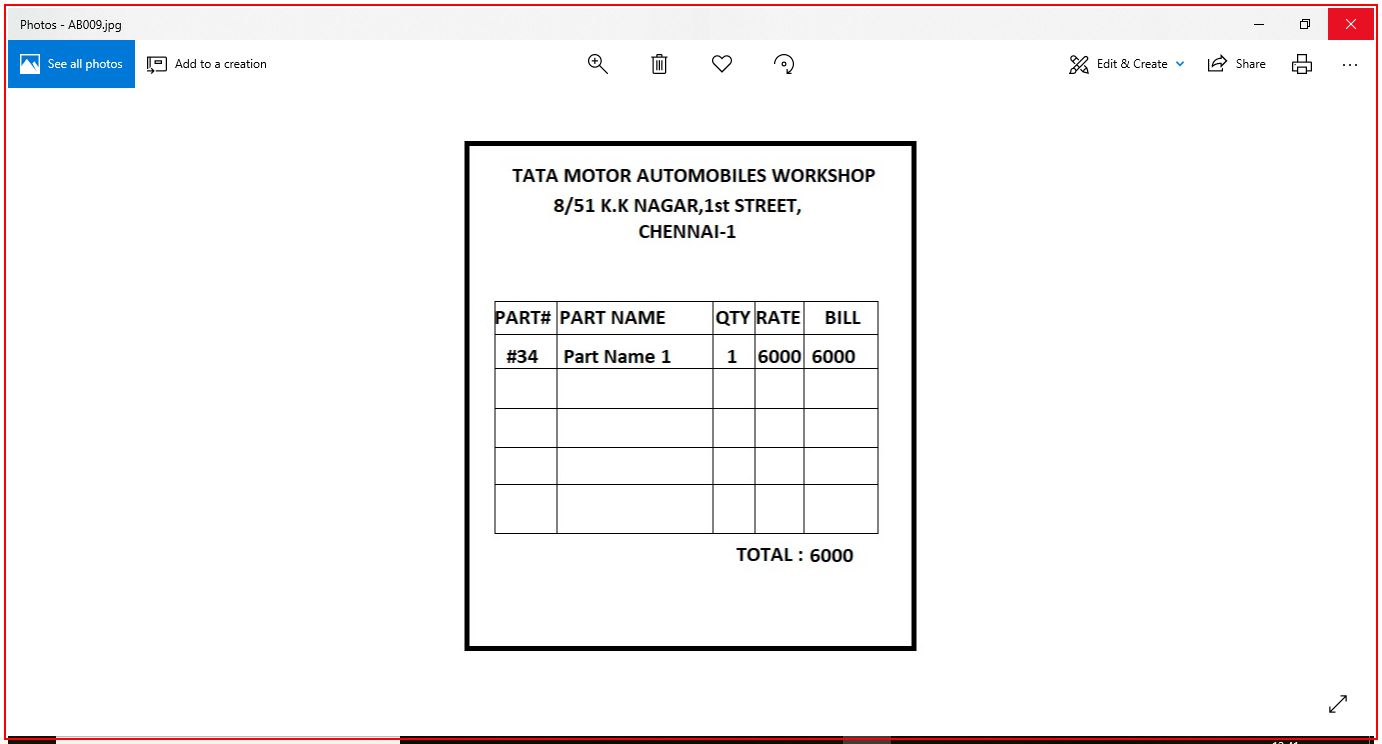 Photos - AB009.jpg
See all photos
Add to a creation
Edit & Create
Share
TATA MOTOR AUTOMOBILES WORKSHOP
8/51 K.K NAGAR,1st STREET,
CHENNAI-1
PART# PART NAME QTY RATE BILL
#34 Part Name 1 1 6000 6000
TOTAL : 6000